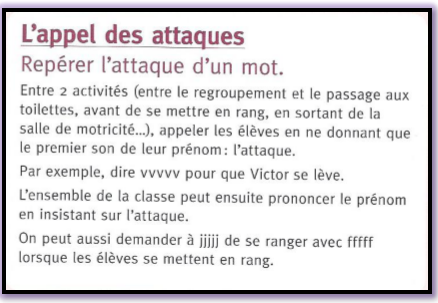 L'appel des attaques
Repérer l'attaque d'un mot.
Entre 2 activités (entre le regroupement et le passage aux
toilettes, avant de se mettre en rang, en sortant de la
salle de motricité...), appeler les élèves en ne donnant que
le premier son de leur prénom : l'attaque.
Par exemple, dire vvvvv pour que Victor se lève.
L'ensemble de la classe peut ensuite prononcer le prénom
en insistant sur l'attaque.
On peut aussi demander à jjjjj de se ranger avec fffff
lorsque les élèves se mettent en rang.